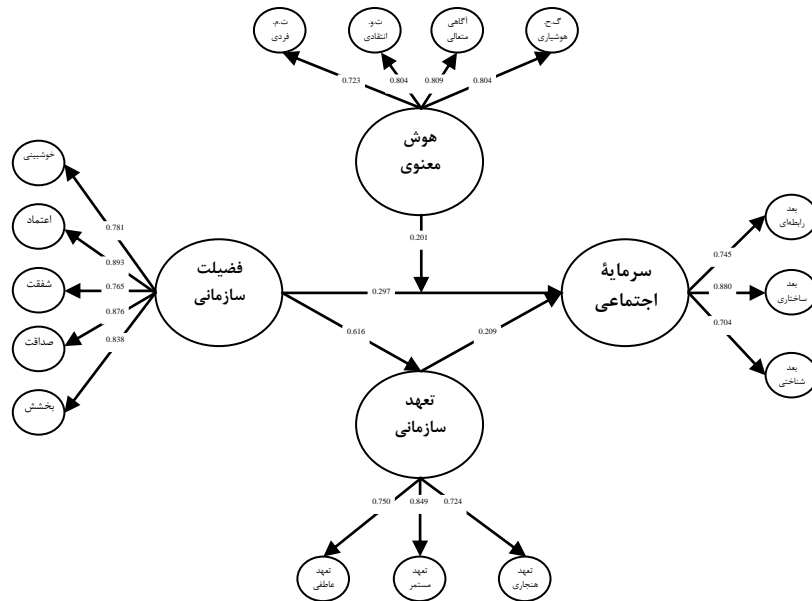 ت.م.
فردی
ت.و.
انتقادی
آگاهی
متعالی
گ.ح.
هوشیاری
0.723
0.804
0.809
0.804
هوش
معنوی
0.201
خوشبینی
اعتماد
شفقت
صداقت
بخشش
0.781
0.893
0.765
0.876
0.838
فضیلت
سازمانی
0.297
0.616
0.209
سرمایۀ
اجتماعی
0.745
0.880
0.704
بعد
رابطه‌ای
بعد
ساختاری
بعد
شناختی
تعهد
سازمانی
0.750
0.849
0.724
تعهد
عاطفی
تعهد
مستمر
تعهد
هنجاری